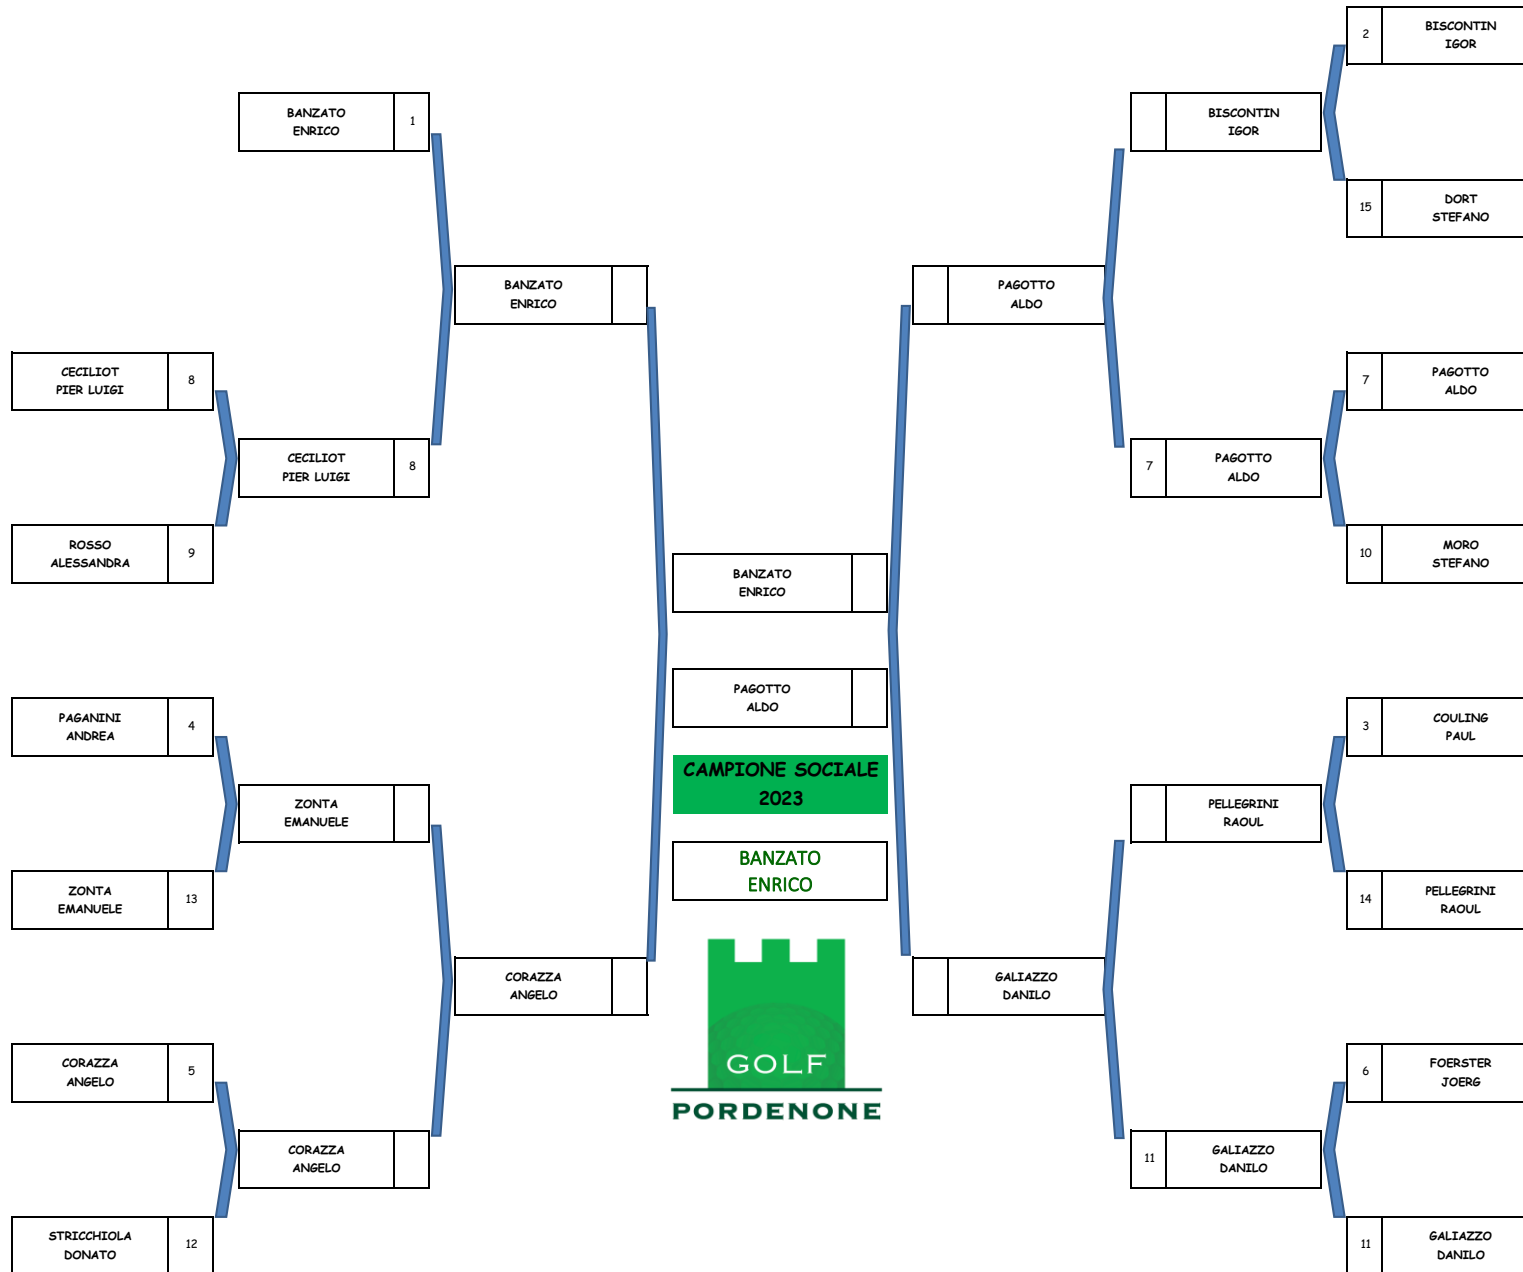 2
BISCONTIN
IGOR
BANZATO
ENRICO
1
BISCONTIN
IGOR
15
DORT
STEFANO
BANZATO
ENRICO
PAGOTTO
ALDO
CECILIOT
PIER LUIGI
8
7
PAGOTTO
ALDO
CECILIOT
PIER LUIGI
8
7
PAGOTTO
ALDO
ROSSO
ALESSANDRA
9
10
MORO
STEFANO
BANZATO
ENRICO
PAGOTTO
ALDO
PAGANINI
ANDREA
4
3
COULING
PAUL
CAMPIONE SOCIALE
2023
ZONTA
EMANUELE
PELLEGRINI
RAOUL
BANZATO
ENRICO
ZONTA
EMANUELE
13
14
PELLEGRINI
RAOUL
CORAZZA
ANGELO
GALIAZZO
DANILO
GOLF
PORDENONE
CORAZZA
ANGELO
5
6
FOERSTER
JOERG
CORAZZA
ANGELO
11
GALIAZZO
DANILO
STRICCHIOLA
DONATO
12
11
GALIAZZO
DANILO